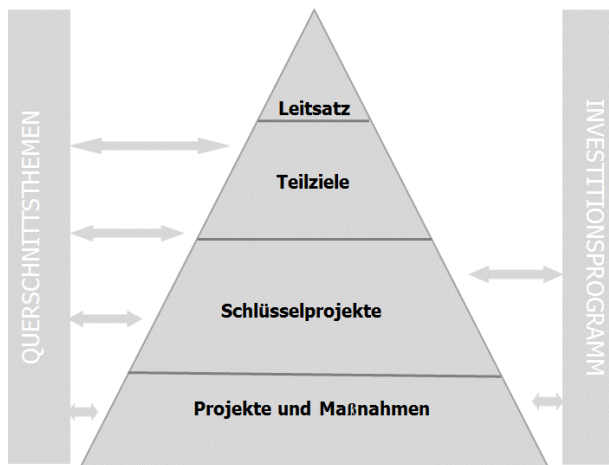 QUERSCHNITTSTHEMEN
Leitsatz
Teilziele
Schlüsselprojekte
Projekte und Maßnahmen
INVESTITIONSPROGRAMM